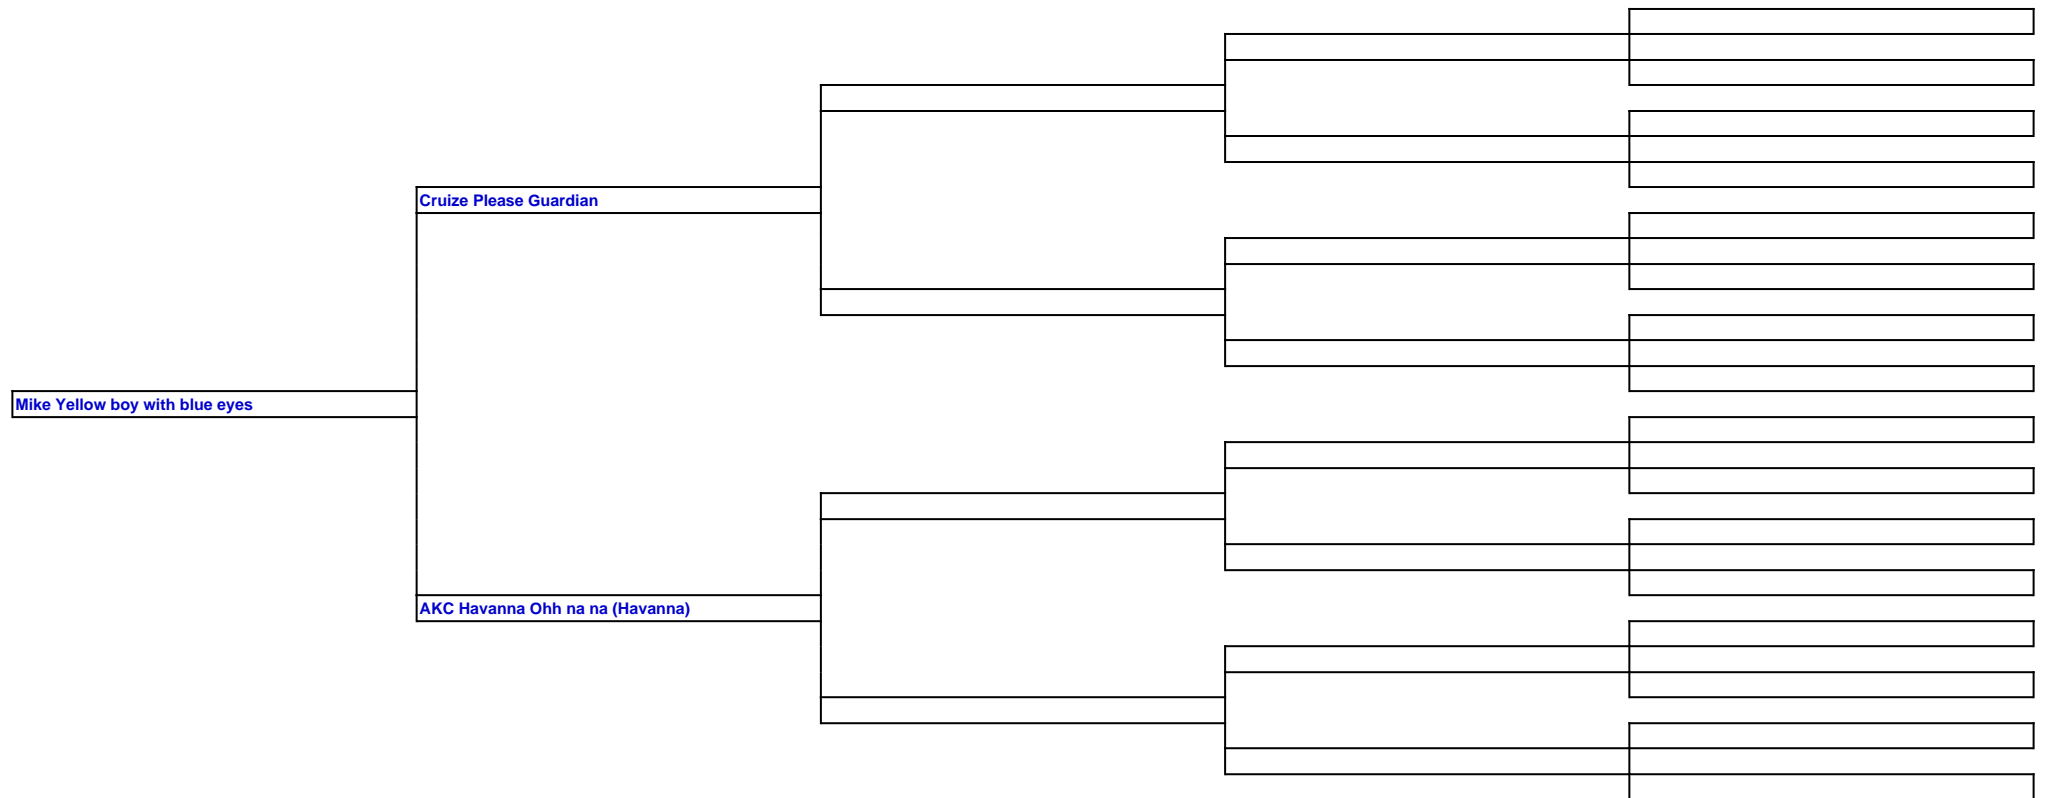 Cruize Please Guardian
Mike Yellow boy with blue eyes
AKC Havanna Ohh na na (Havanna)